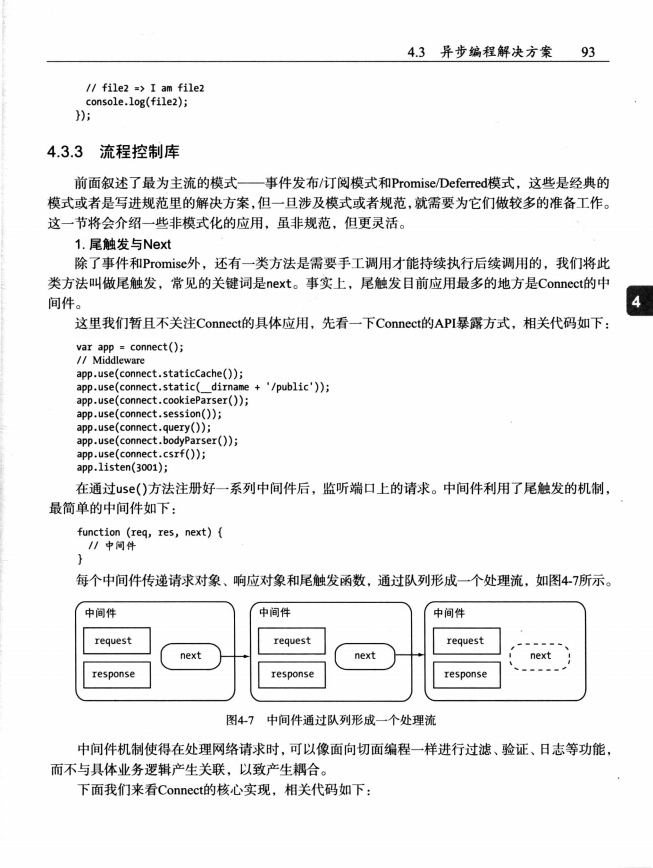 4.3 异步编程解决方案 93
// file2 => I am file2
console.log(file2);
});
4.3.3 流程控制库
前面叙述了最为主流的模式——事件发布/订阅模式和Promise/Deferred模式，这些是经典的
模式或者是写进规范里的解决方案，但一旦涉及模式或者规范，就需要为它们做较多的准备工作。
这一节将会介绍一些非模式化的应用，虽非规范，但更灵活。
1. 尾触发与Next
除了事件和Promise外，还有一类方法是需要手工调用才能持续执行后续调用的，我们将此
类方法叫做尾触发，常见的关键词是next。事实上，尾触发目前应用最多的地方是Connect的中
间件。
4
这里我们暂且不关注Connect的具体应用，先看一下Connect的API暴露方式，相关代码如下：
var app = connect();
// Middleware
app.use(connect.staticCache());
app.use(connect.static(__dirname + '/public'));
app.use(connect.cookieParser());
app.use(connect.session());
app.use(connect.query());
app.use(connect.bodyParser());
app.use(connect.csrf());
app.listen(3001);
在通过use()方法注册好一系列中间件后，监听端口上的请求。中间件利用了尾触发的机制，
最简单的中间件如下：
function (req, res, next) {
// 中间件
}
每个中间件传递请求对象、响应对象和尾触发函数，通过队列形成一个处理流，如图4-7所示。
中间件
request
next
response
中间件
request
next
response
中间件
request
next
response
图4-7 中间件通过队列形成一个处理流
中间件机制使得在处理网络请求时，可以像面向切面编程一样进行过滤、验证、日志等功能，
而不与具体业务逻辑产生关联，以致产生耦合。
下面我们来看Connect的核心实现，相关代码如下：